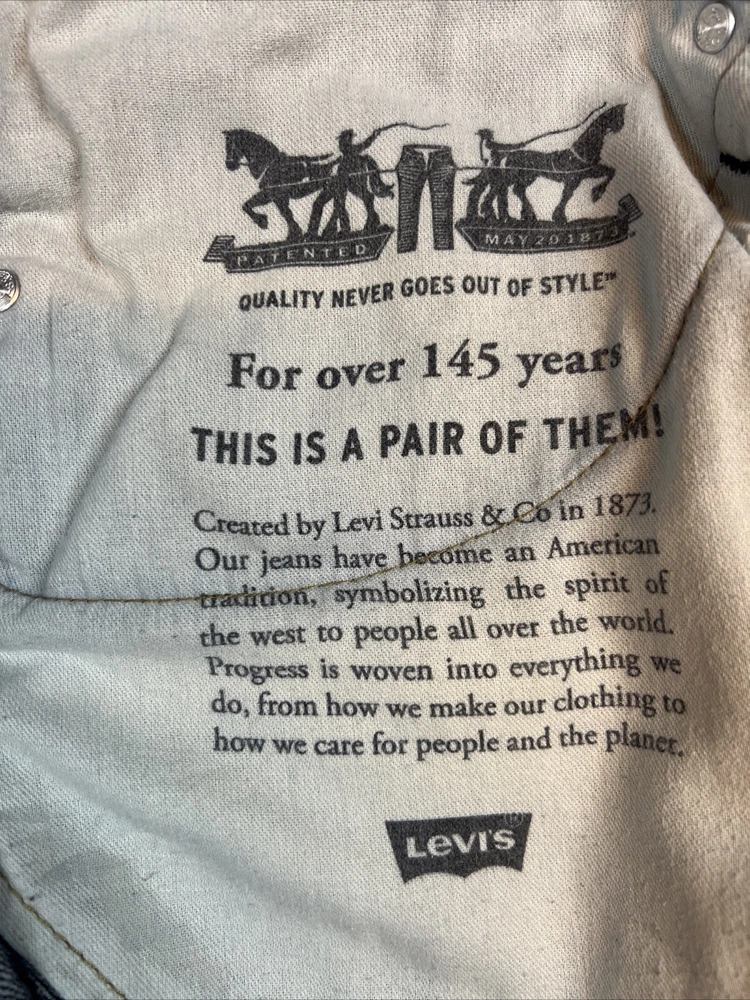 PATENTED MAY 20 1873
QUALITY NEVER GOES OUT OF STYLE™
For over 145 years
THIS IS A PAIR OF THEM!
Created by Levi Strauss & Co in 1873.
Our jeans have become an American
tradition, symbolizing the spirit of
the west to people all over the world.
Progress is woven into everything we
do, from how we make our clothing to
how we care for people and the planet.
LEVI'S®